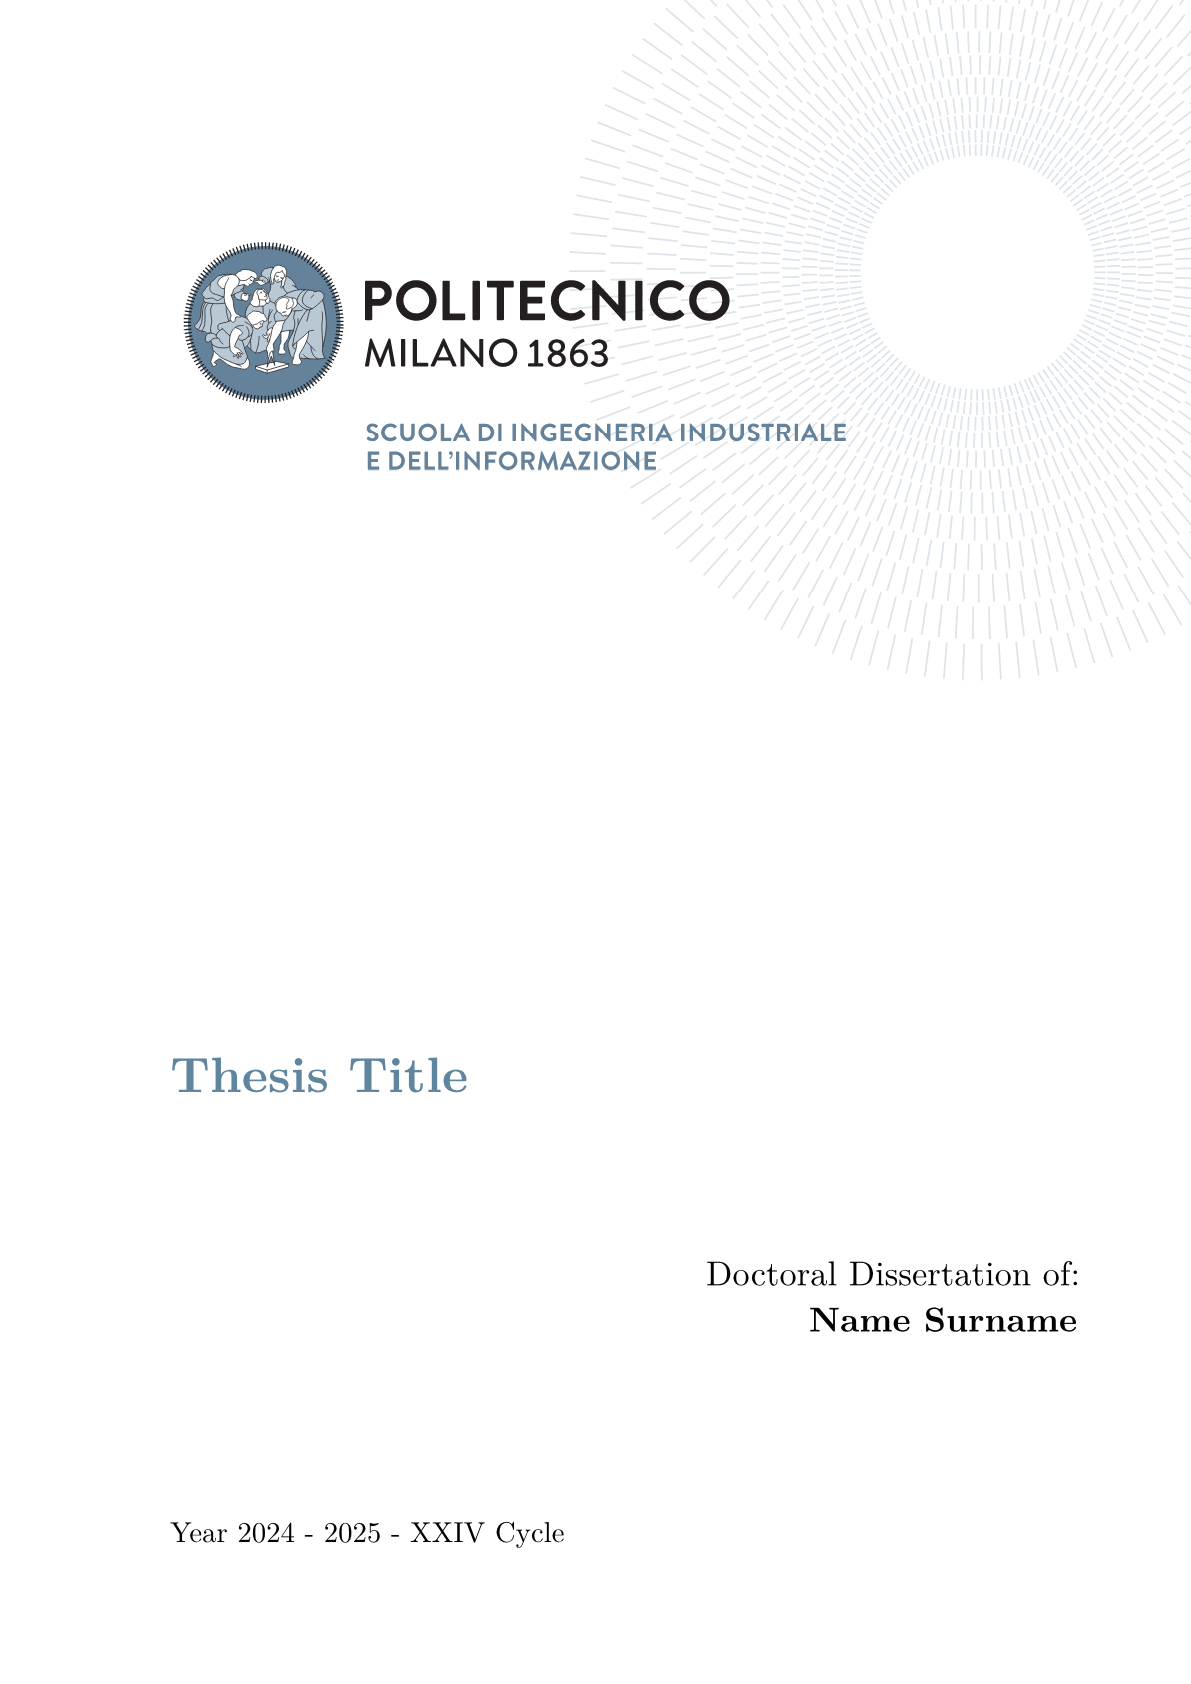 POLITECNICO
MILANO 1863
SCUOLA DI INGEGNERIA INDUSTRIALE
E DELL’INFORMAZIONE
Thesis Title
Doctoral Dissertation of:
Name Surname
Year 2024 - 2025 - XXIV Cycle